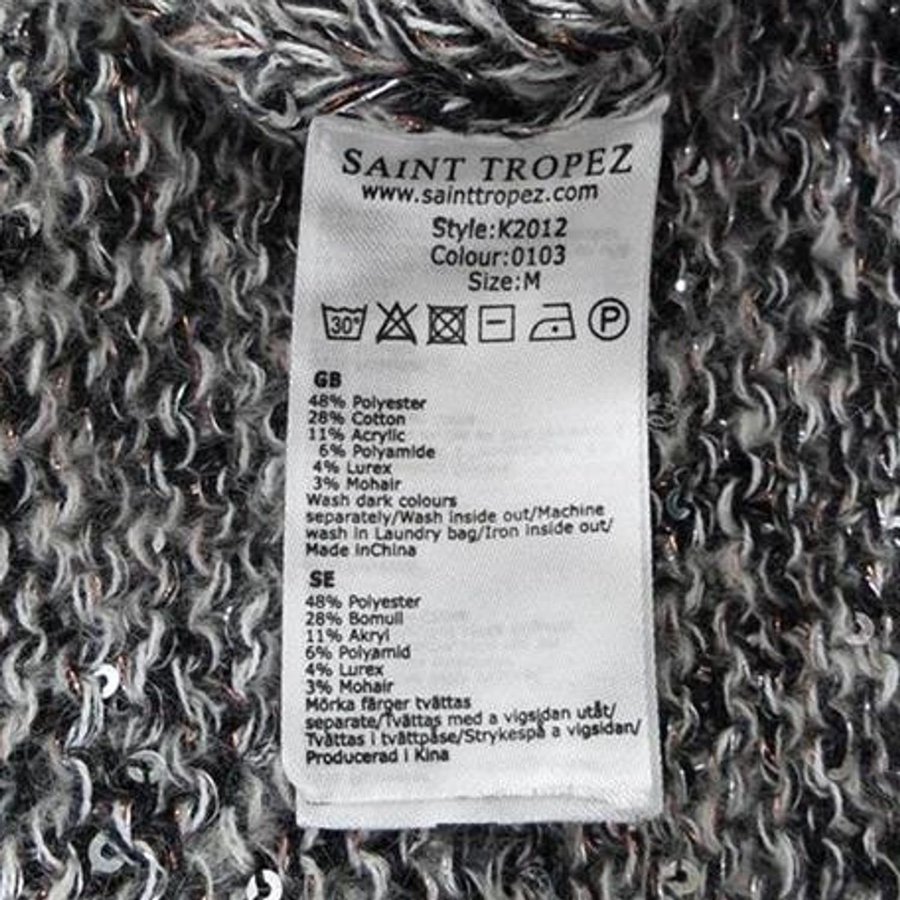 SAINT TROPEZ
www.sainttropez.com
Style:K2012
Colour:0103
Size:M
30° P
GB
48% Polyester
28% Cotton
11% Acrylic
6% Polyamide
4% Lurex
3% Mohair
Wash dark colours
separately/Wash inside out/Machine
wash in Laundry bag/Iron inside out/
Made inChina
SE
48% Polyester
28% Bomull
11% Akryl
6% Polyamid
4% Lurex
3% Mohair
Mörka färger tvättas
separate/Tvättas med a vigsidan utåt/
Tvättas i tvättpåse/Strykespå a vigsidan/
Producerad i Kina